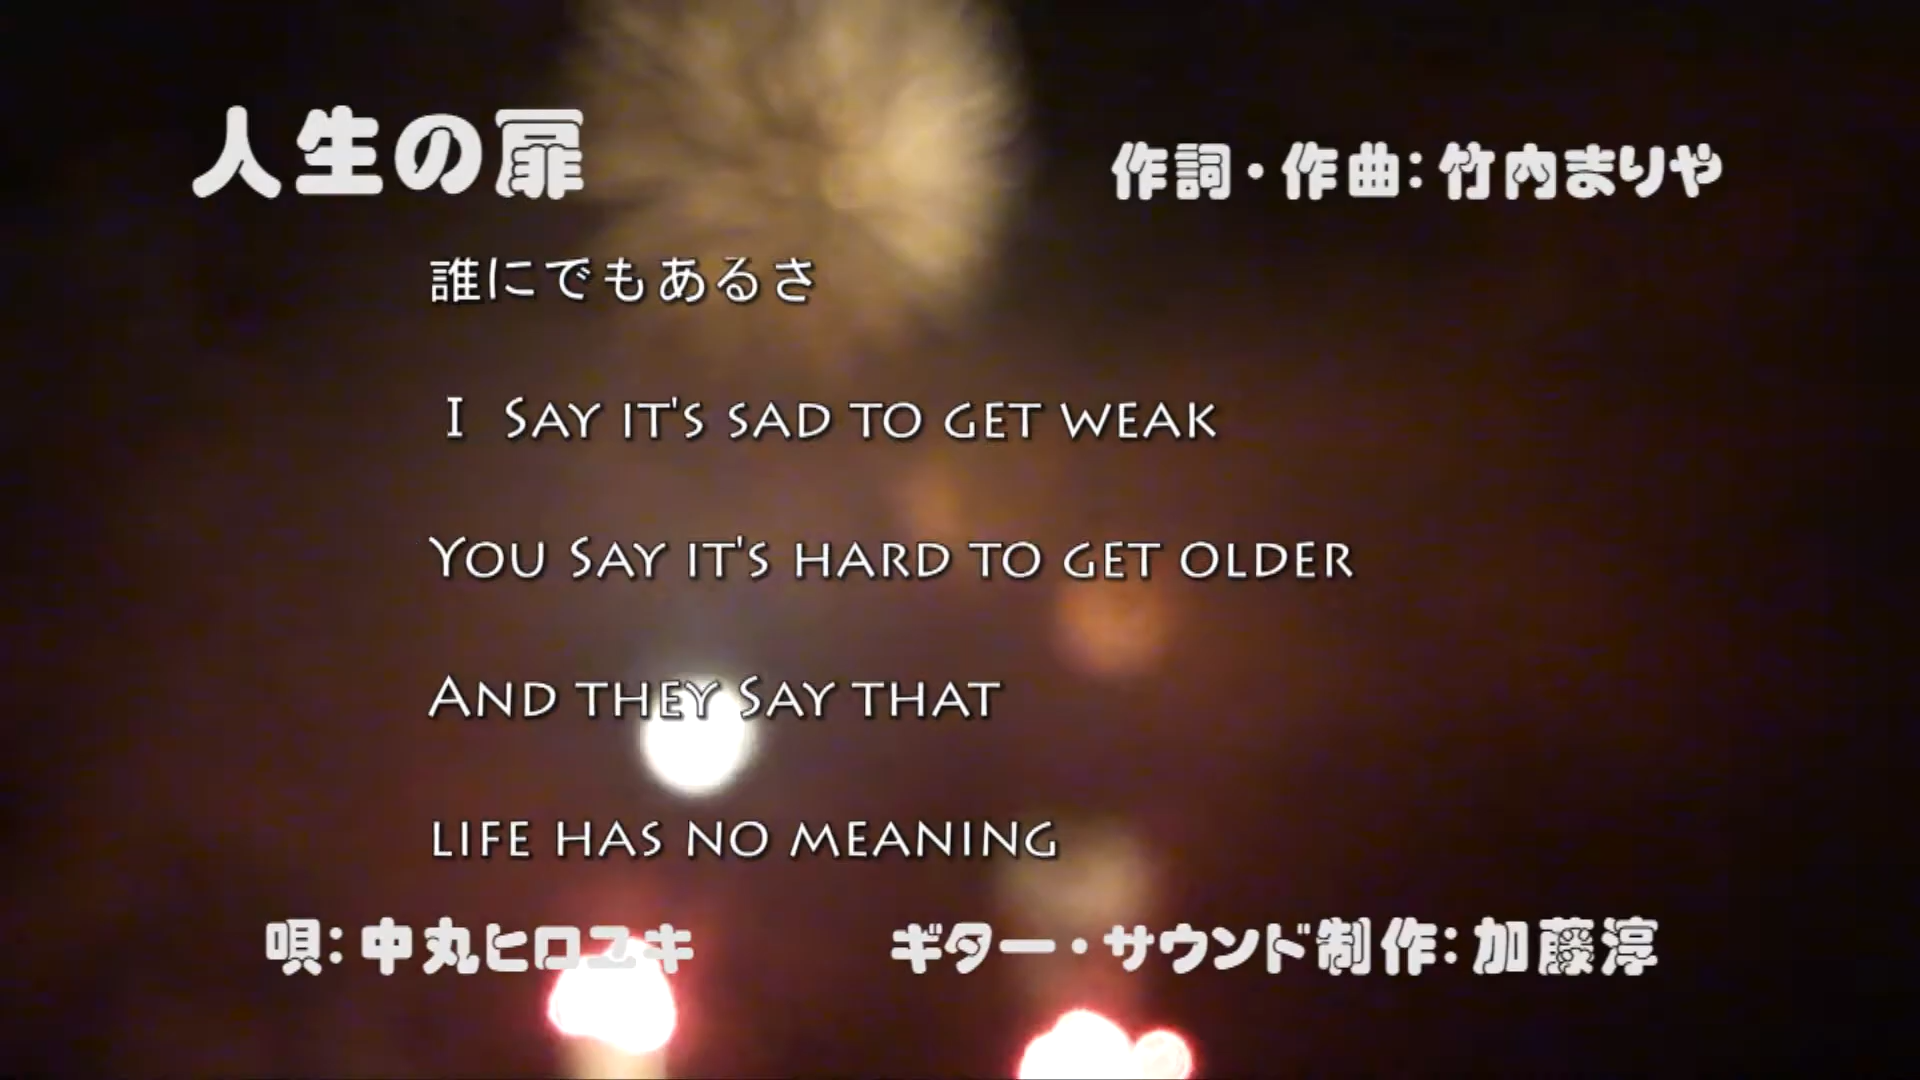 人生の扉
作詞・作曲：竹内まりや
誰にでもあるさ
I Say it's sad to get weak
You Say it's hard to get older
And they Say that
life has no meaning
唄：中丸ヒロユキ
ギター・サウンド制作：加藤淳